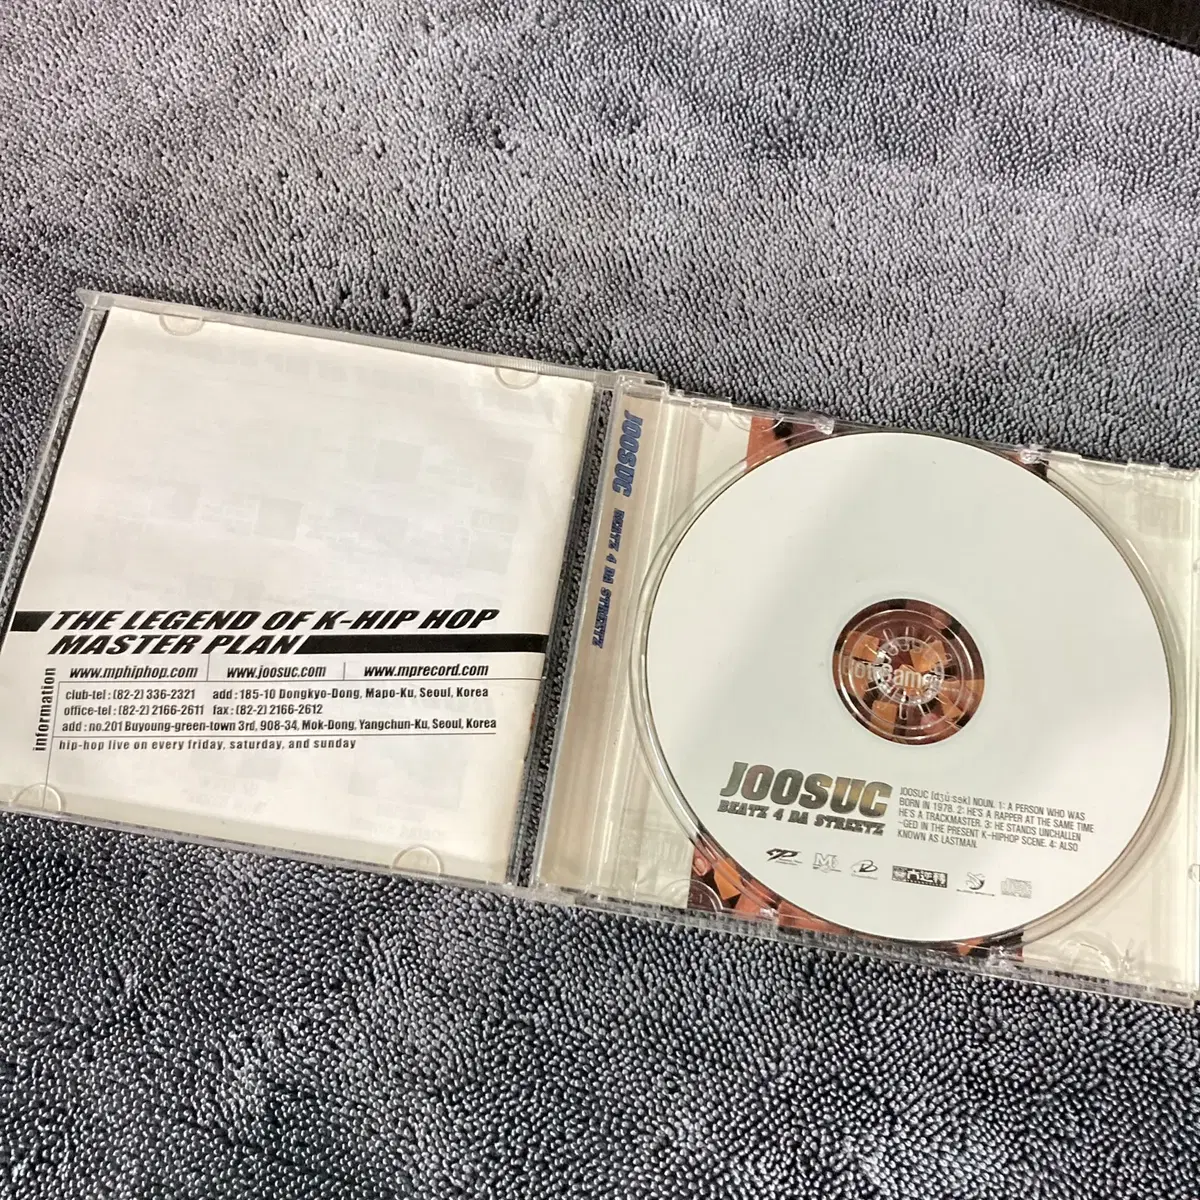 THE LEGEND OF K-HIP HOP
MASTER PLAN
information
www.mphiphop.com
www.joosuc.com
www.mprecord.com
club-tel : (82-2) 336-2321 add : 185-10 Dongkyo-Dong, Mapo-Ku, Seoul, Korea
office-tel : (82-2) 2166-2611 fax : (82-2) 2166-2612
add : no.201 Buyoung-green-town 3rd, 908-34, Mok-Dong, Yangchun-Ku, Seoul, Korea
hip-hop live on every friday, saturday, and sunday
JOOSUC BEATZ 4 DA STREETZ
JOOSUC
BEATZ 4 DA STREETZ
JOOSUC [dʒúːsək] NOUN. 1: A PERSON WHO WAS
BORN IN 1978. 2: HE'S A RAPPER AT THE SAME TIME
HE'S A TRACKMASTER. 3: HE STANDS UNCHALLEN
-GED IN THE PRESENT K-HIPHOP SCENE. 4: ALSO
KNOWN AS LASTMAN.